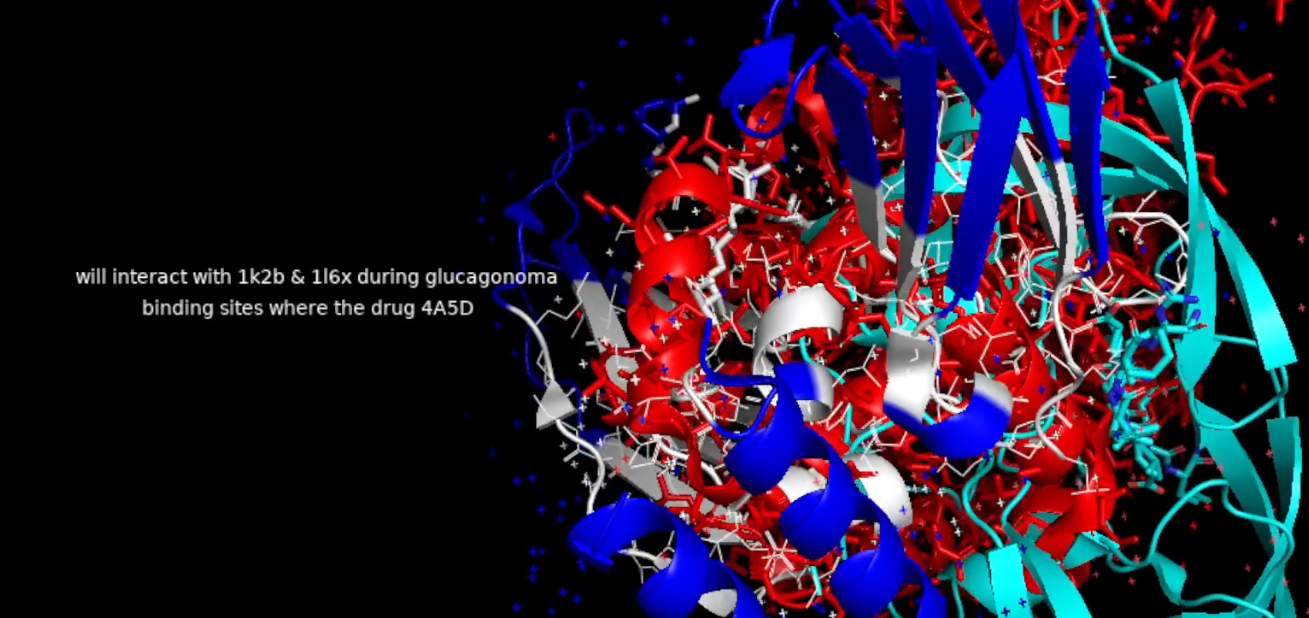 will interact with 1k2b & 1l6x during glucagonoma
binding sites where the drug 4A5D